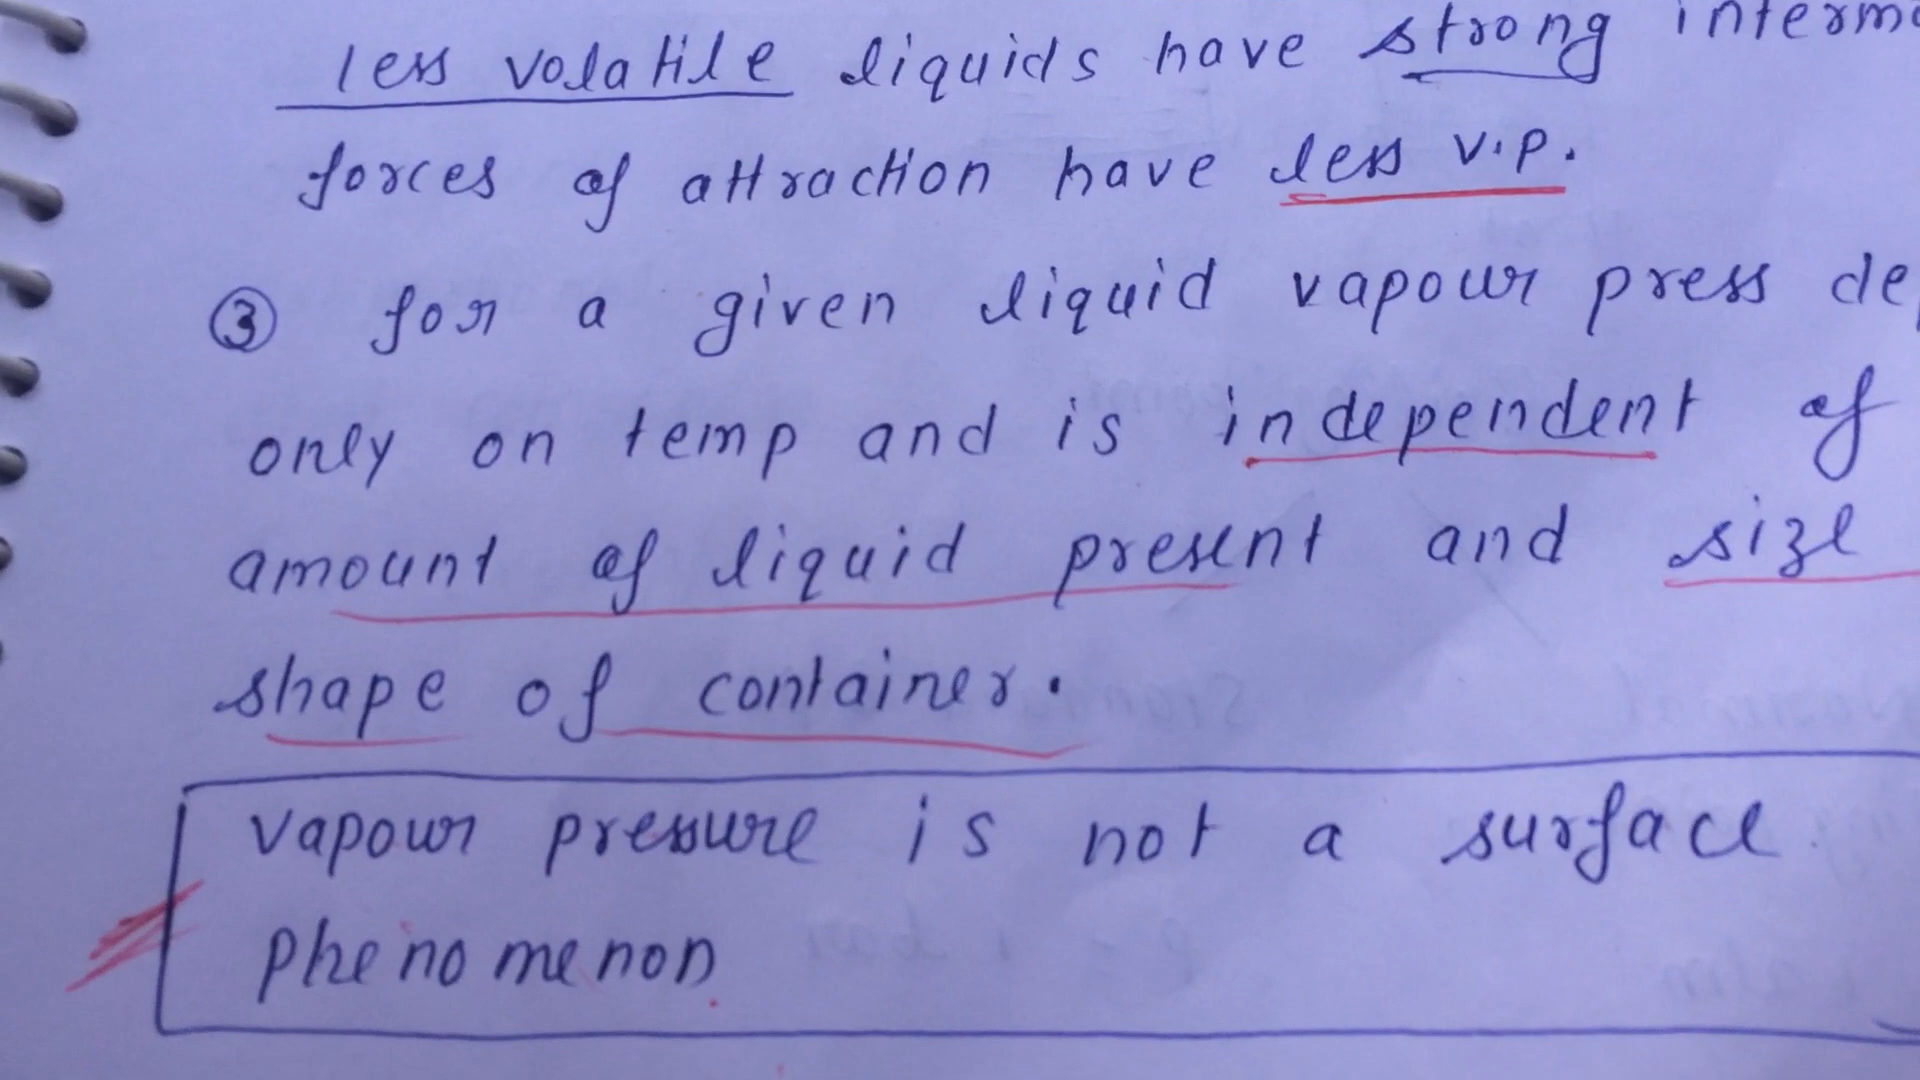 less volatile liquids have strong interm
forces of attraction have less v.p.
③ for a given liquid vapour press dep
only on temp and is independent of
amount of liquid present and size
shape of container.
vapour pressure is not a surface
phenomenon